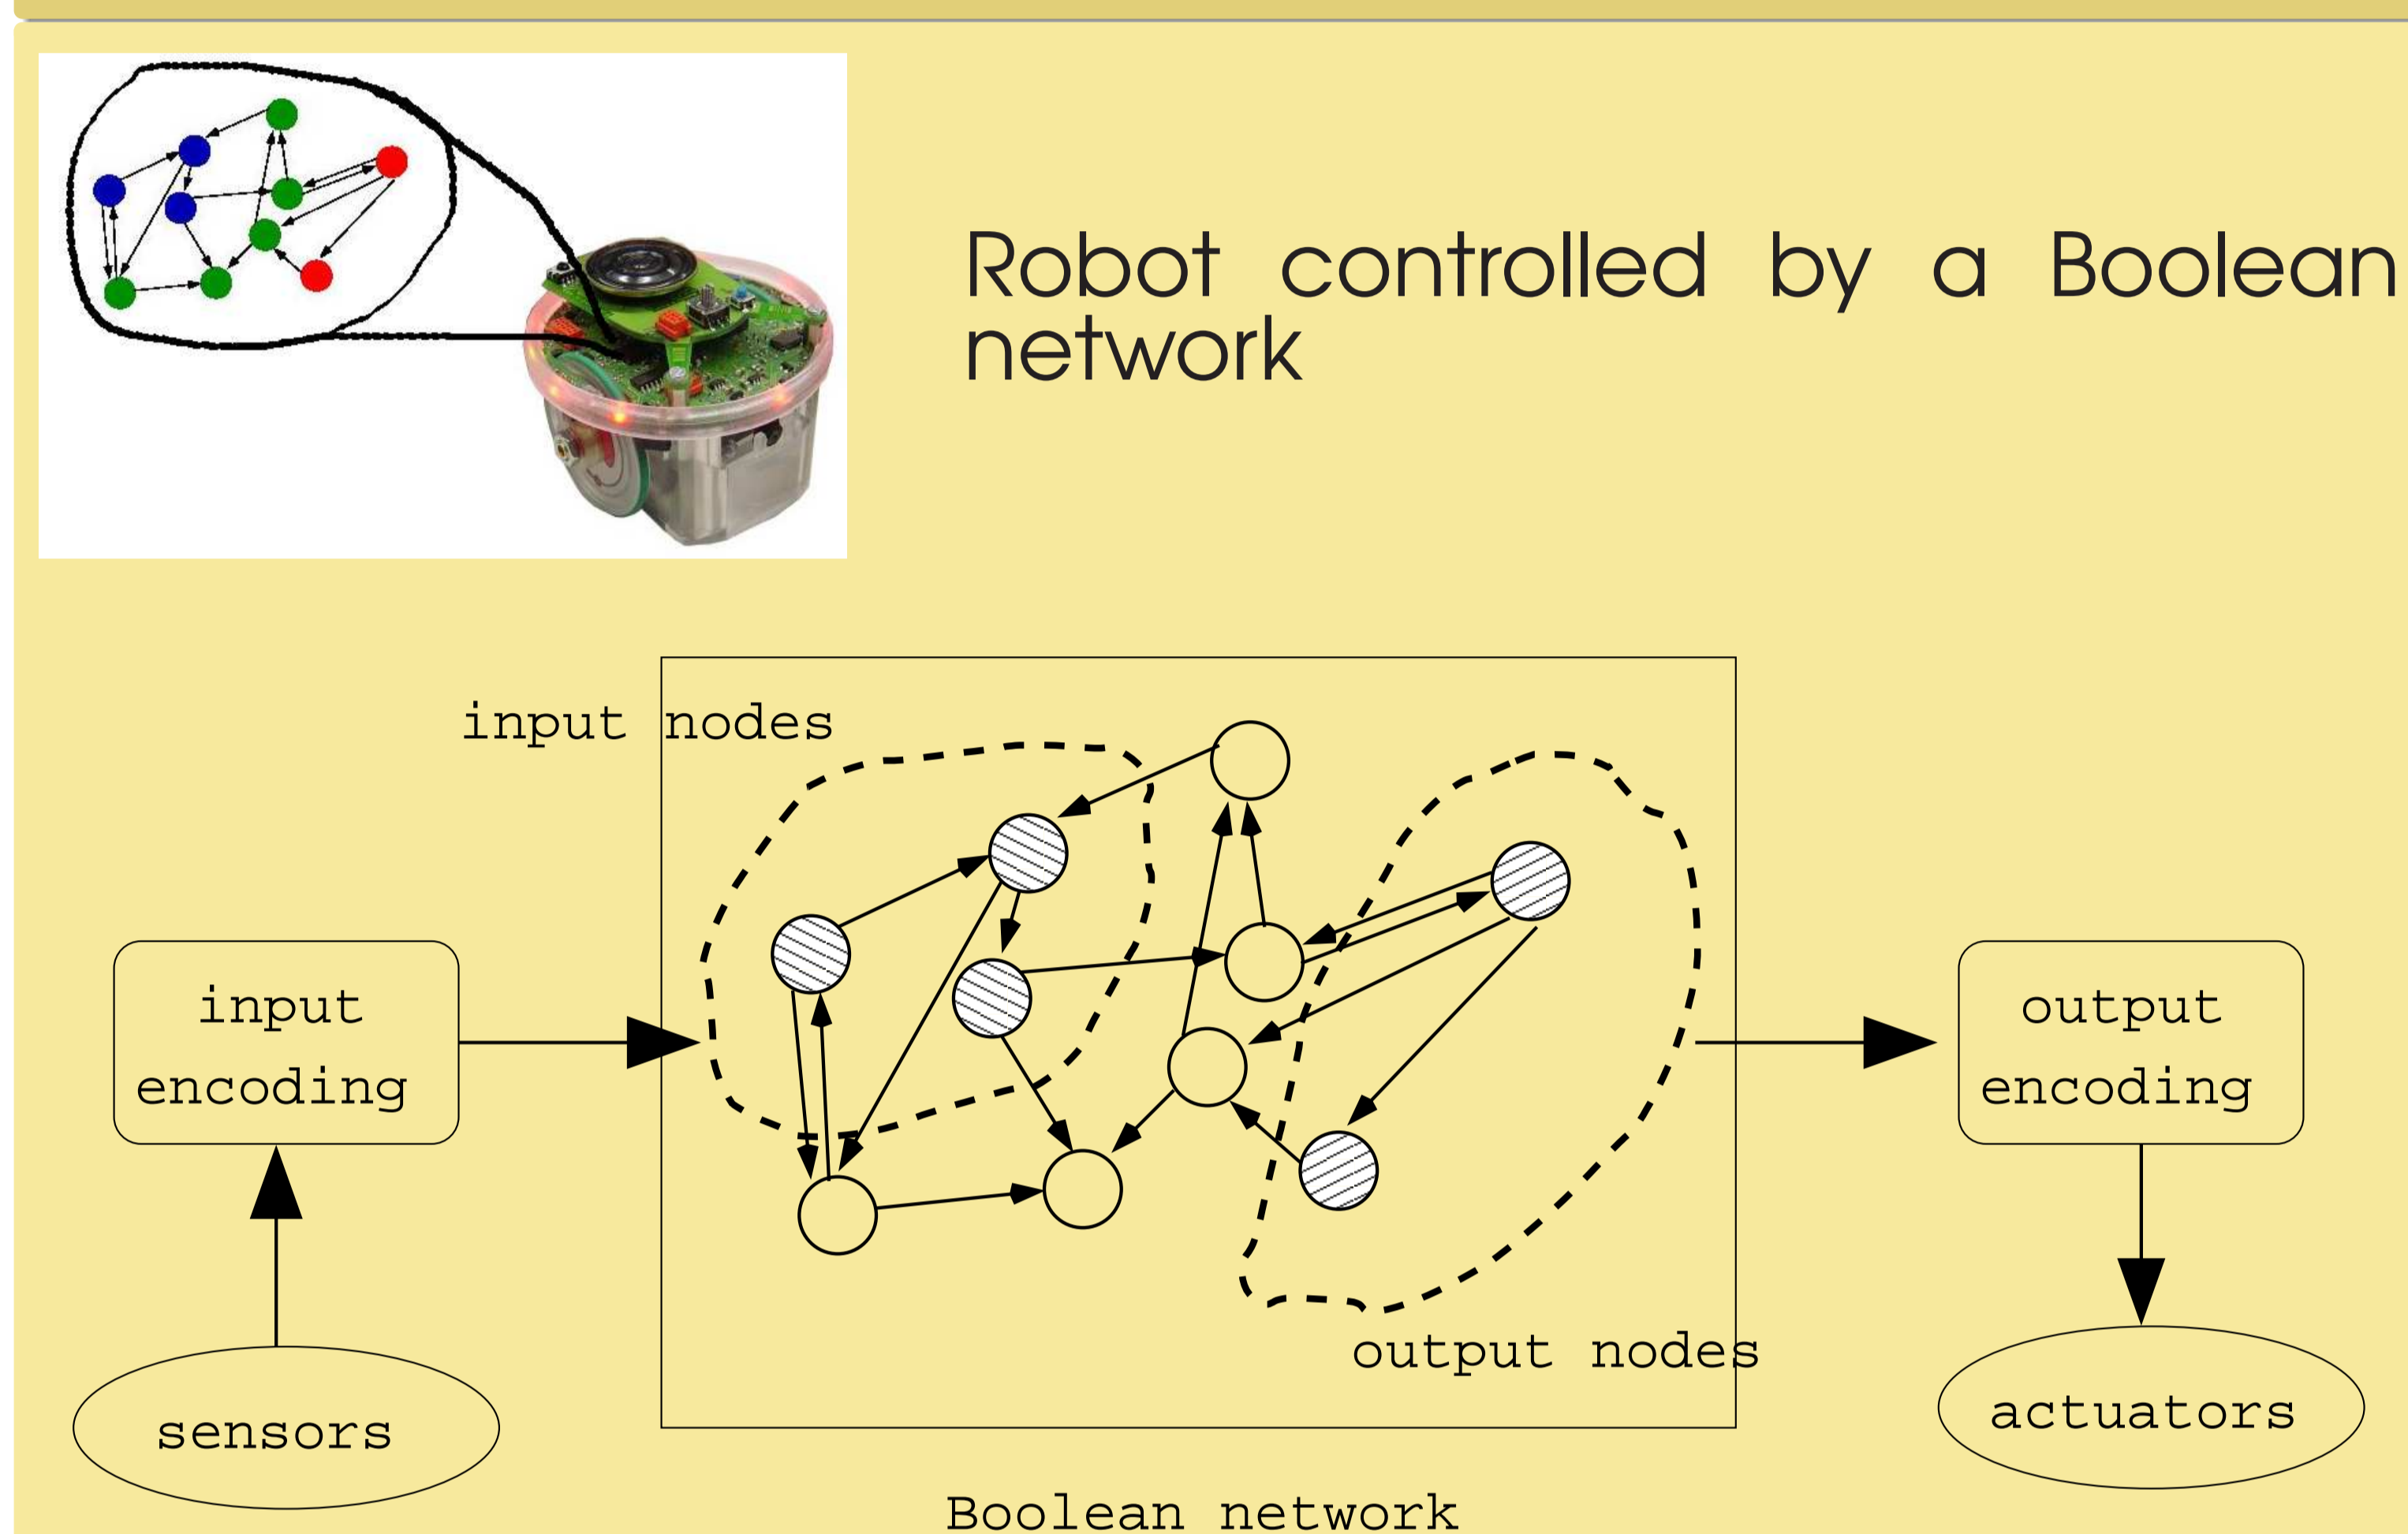 Robot controlled by a Boolean
network
input nodes
input
encoding
output
encoding
output nodes
sensors
actuators
Boolean network